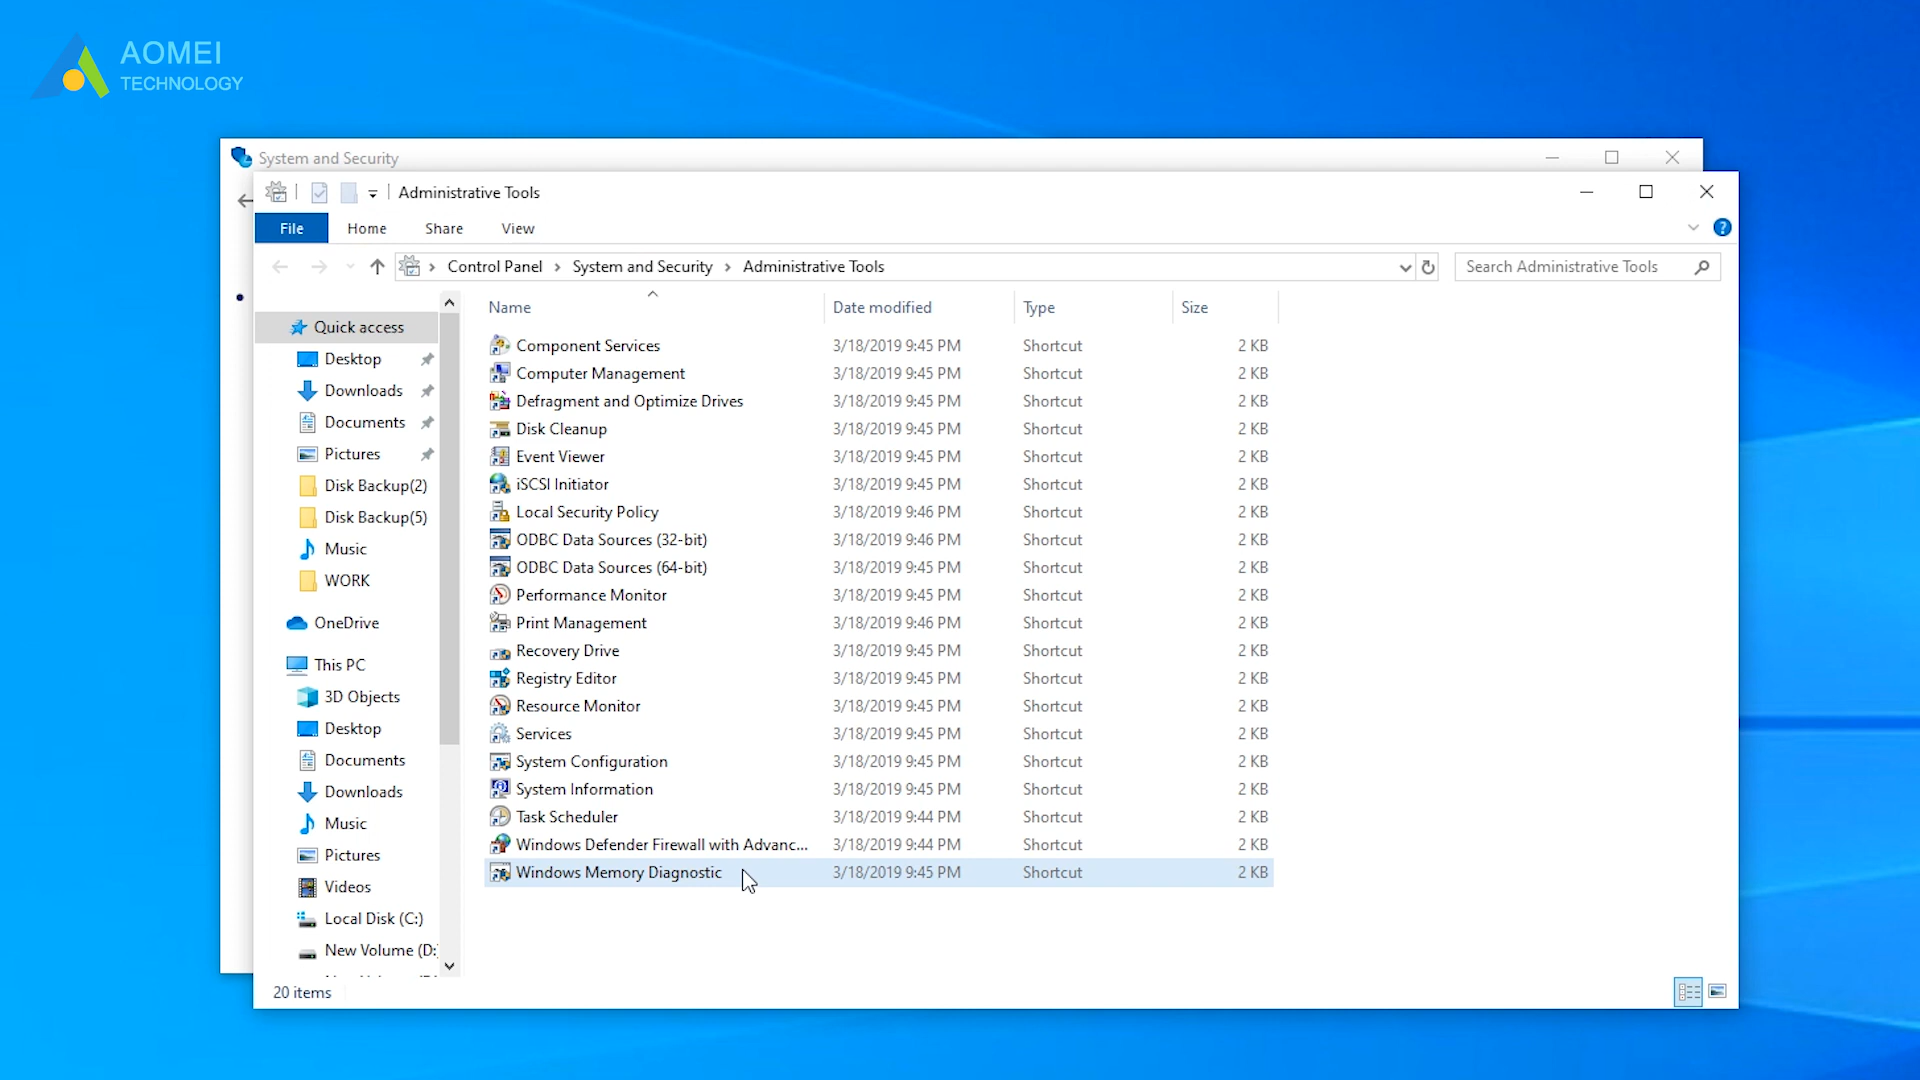 AOMEI
TECHNOLOGY
System and Security
Administrative Tools
File Home Share View
Control Panel System and Security Administrative Tools
Search Administrative Tools
Name Date modified Type Size
Quick access
Desktop
Downloads
Documents
Pictures
Disk Backup(2)
Disk Backup(5)
Music
WORK
OneDrive
This PC
3D Objects
Desktop
Documents
Downloads
Music
Pictures
Videos
Local Disk (C:)
New Volume (D:
Component Services 3/18/2019 9:45 PM Shortcut 2 KB
Computer Management 3/18/2019 9:45 PM Shortcut 2 KB
Defragment and Optimize Drives 3/18/2019 9:45 PM Shortcut 2 KB
Disk Cleanup 3/18/2019 9:45 PM Shortcut 2 KB
Event Viewer 3/18/2019 9:45 PM Shortcut 2 KB
iSCSI Initiator 3/18/2019 9:45 PM Shortcut 2 KB
Local Security Policy 3/18/2019 9:46 PM Shortcut 2 KB
ODBC Data Sources (32-bit) 3/18/2019 9:46 PM Shortcut 2 KB
ODBC Data Sources (64-bit) 3/18/2019 9:45 PM Shortcut 2 KB
Performance Monitor 3/18/2019 9:45 PM Shortcut 2 KB
Print Management 3/18/2019 9:46 PM Shortcut 2 KB
Recovery Drive 3/18/2019 9:45 PM Shortcut 2 KB
Registry Editor 3/18/2019 9:45 PM Shortcut 2 KB
Resource Monitor 3/18/2019 9:45 PM Shortcut 2 KB
Services 3/18/2019 9:45 PM Shortcut 2 KB
System Configuration 3/18/2019 9:45 PM Shortcut 2 KB
System Information 3/18/2019 9:45 PM Shortcut 2 KB
Task Scheduler 3/18/2019 9:44 PM Shortcut 2 KB
Windows Defender Firewall with Advanc... 3/18/2019 9:44 PM Shortcut 2 KB
Windows Memory Diagnostic 3/18/2019 9:45 PM Shortcut 2 KB
20 items